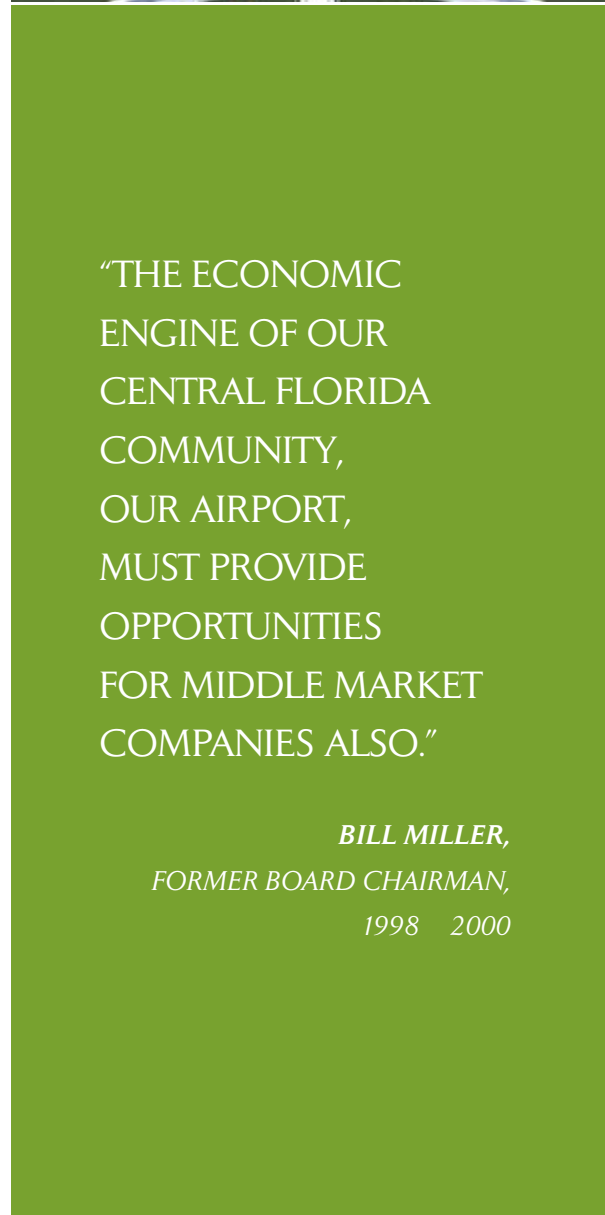 “THE ECONOMIC
ENGINE OF OUR
CENTRAL FLORIDA
COMMUNITY,
OUR AIRPORT,
MUST PROVIDE
OPPORTUNITIES
FOR MIDDLE MARKET
COMPANIES ALSO.”
BILL MILLER,
FORMER BOARD CHAIRMAN,
1998 2000